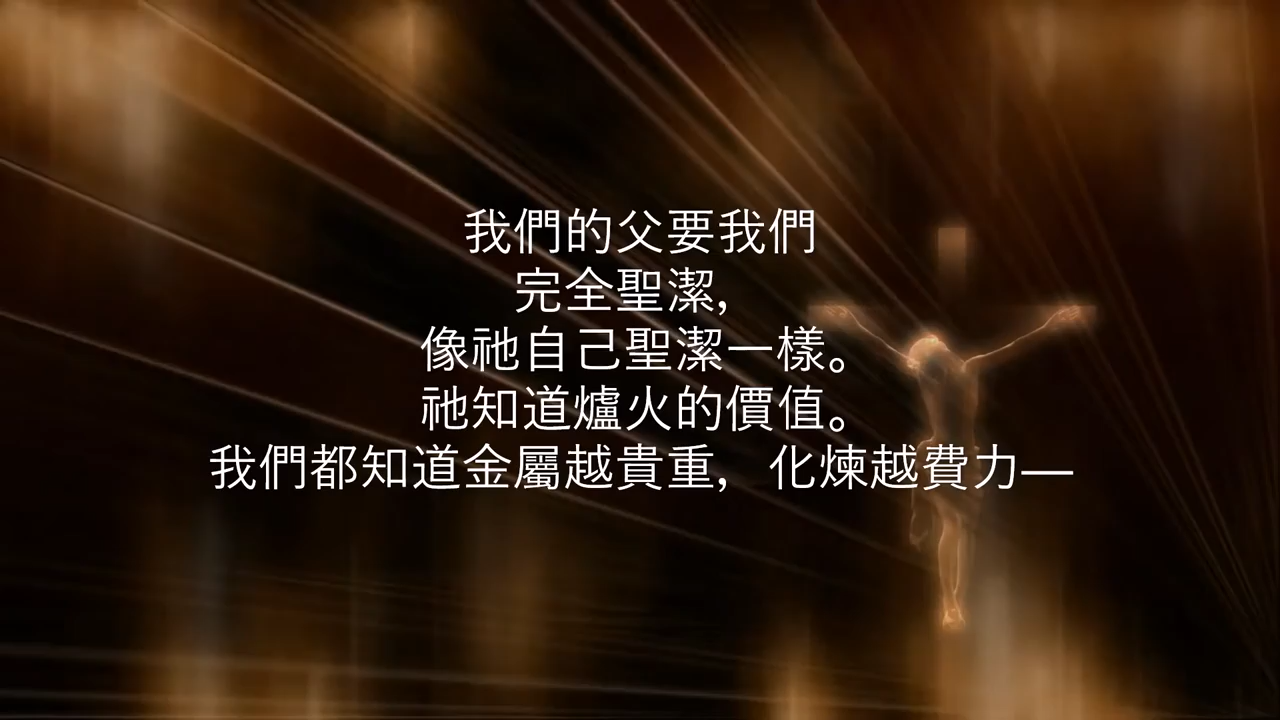 我們的父要我們
完全聖潔,
像祂自己聖潔一樣。
祂知道爐火的價值。
我們都知道金屬越貴重, 化煉越費力—